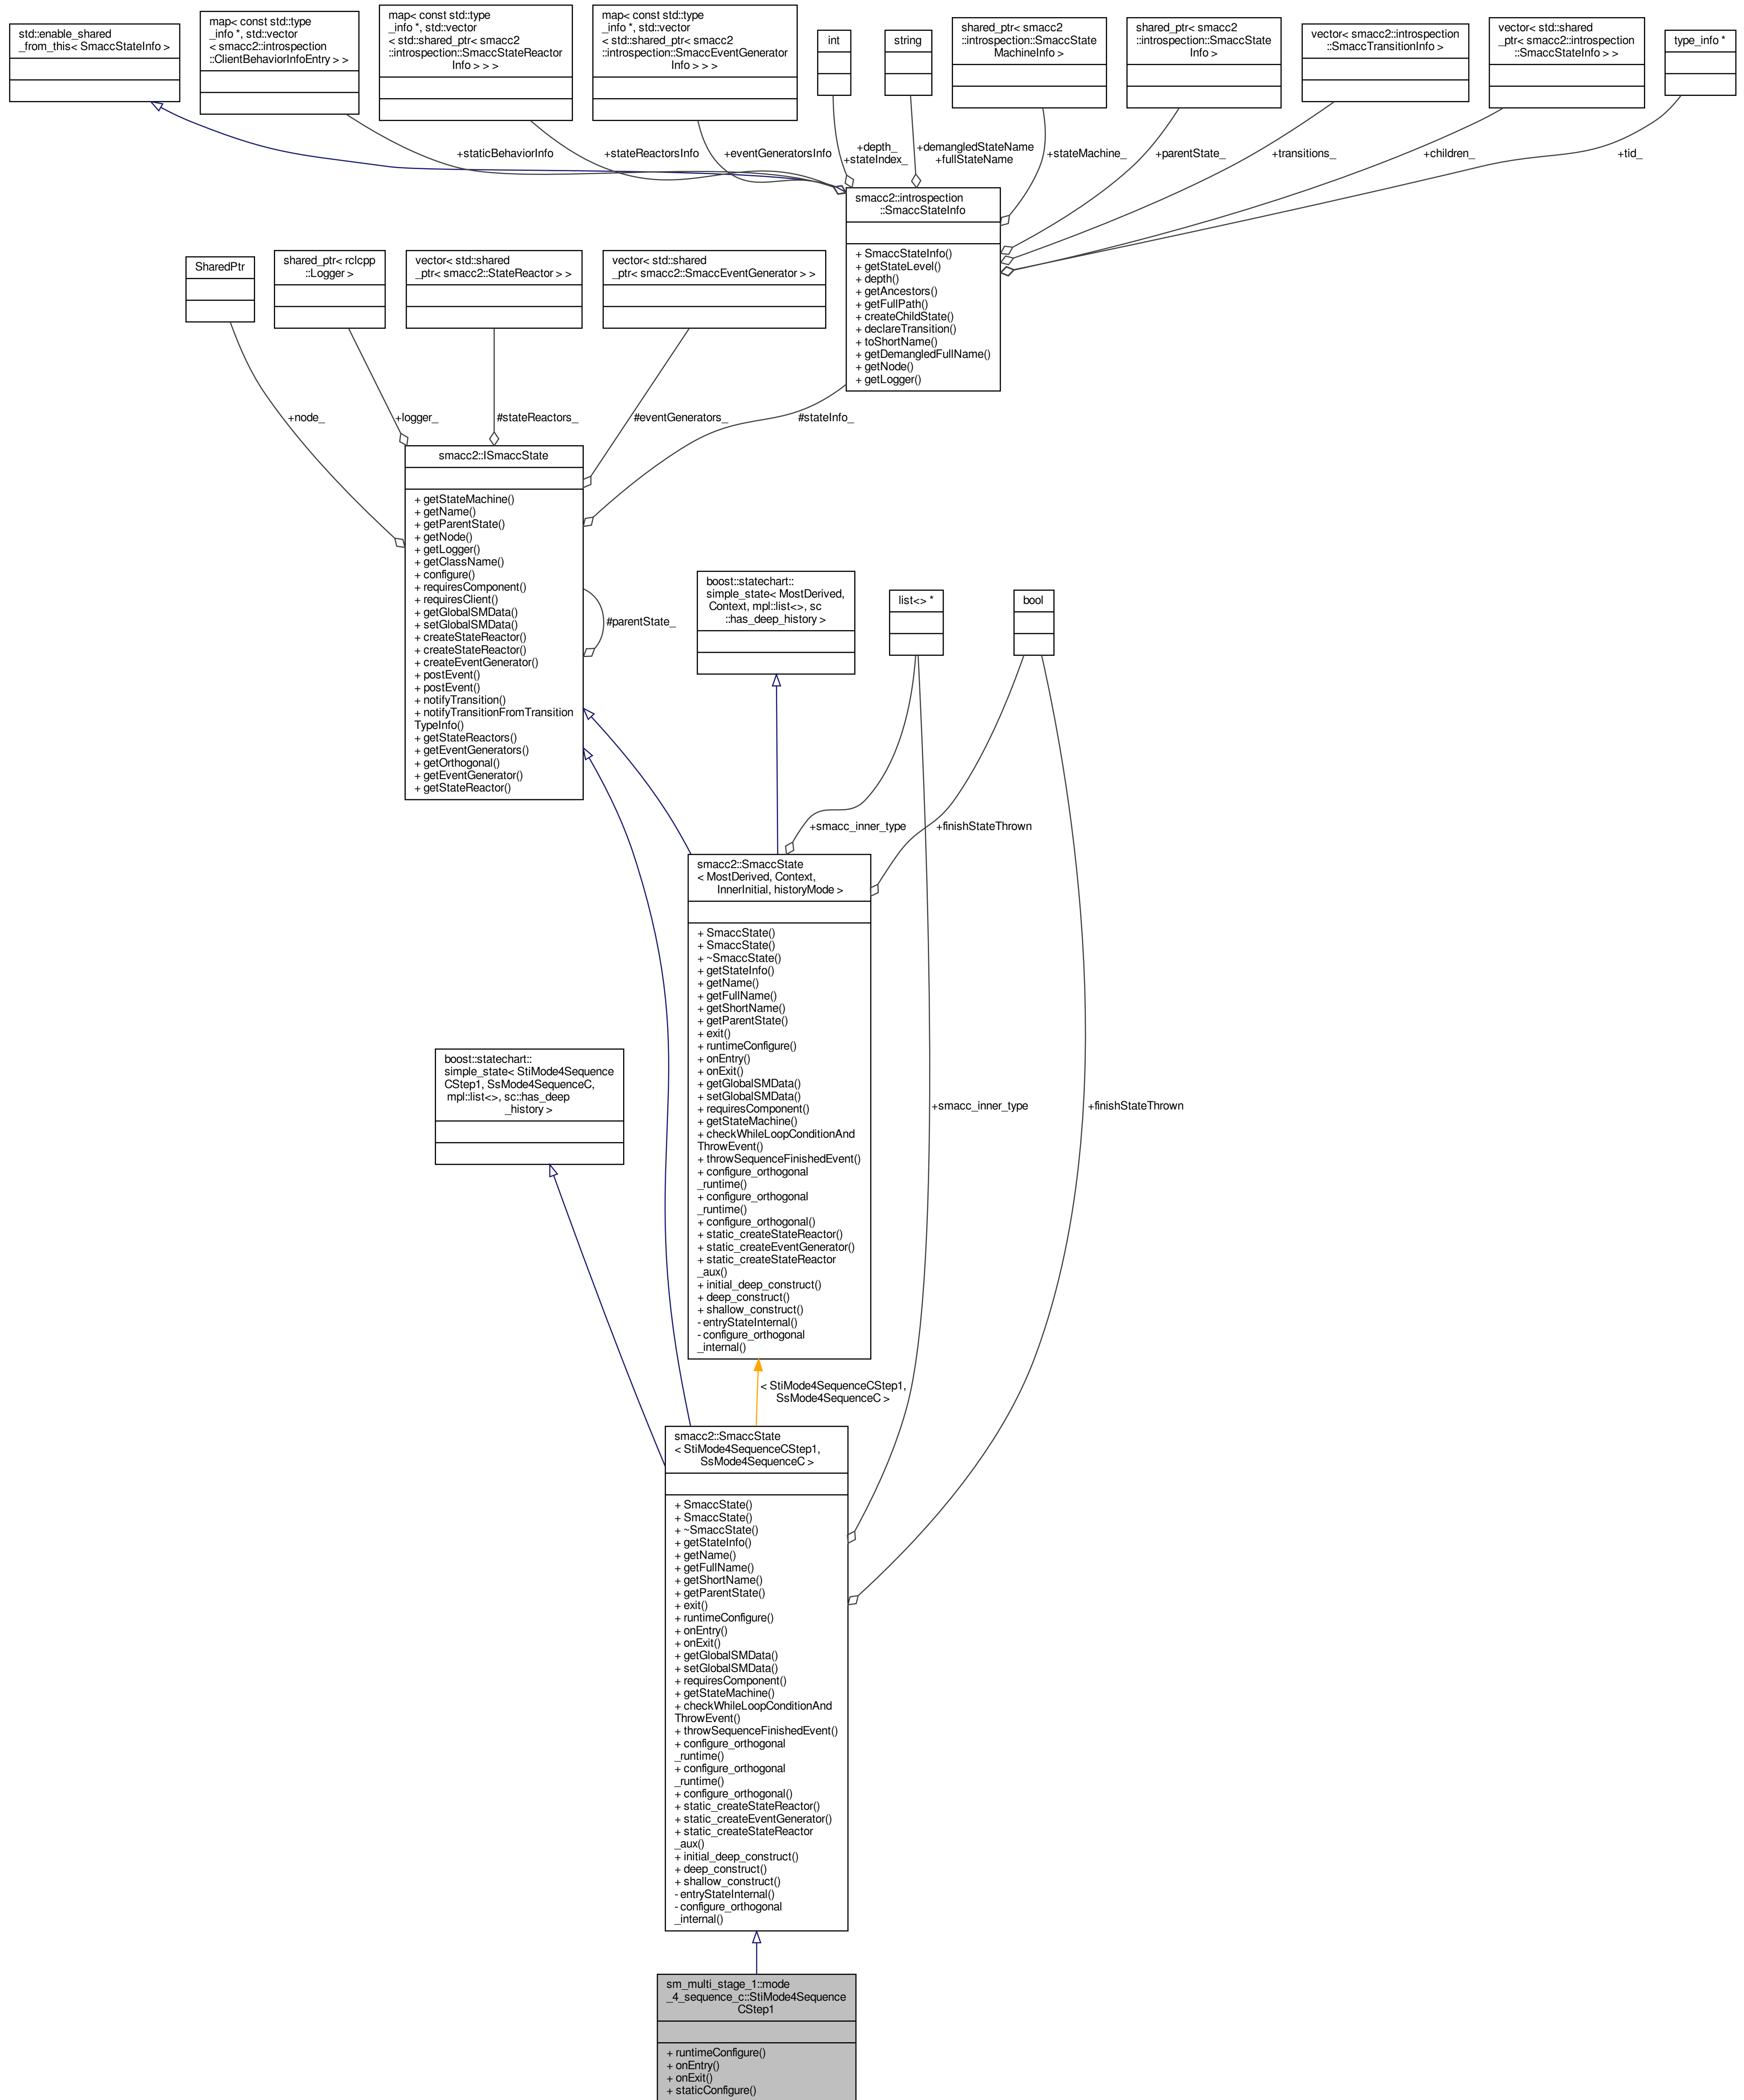 std::enable_shared
_from_this< SmaccStateInfo >
map< const std::type
_info *, std::vector
< smacc2::introspection
::ClientBehaviorInfoEntry > >
map< const std::type
_info *, std::vector
< std::shared_ptr< smacc2
::introspection::SmaccStateReactor
Info > > >
map< const std::type
_info *, std::vector
< std::shared_ptr< smacc2
::introspection::SmaccEventGenerator
Info > > >
int
string
shared_ptr< smacc2
::introspection::SmaccState
MachineInfo >
shared_ptr< smacc2
::introspection::SmaccState
Info >
vector< smacc2::introspection
::SmaccTransitionInfo >
vector< std::shared
_ptr< smacc2::introspection
::SmaccStateInfo > >
type_info *
+staticBehaviorInfo
+stateReactorsInfo
+eventGeneratorsInfo
+depth_
+stateIndex_
+demangledStateName
+fullStateName
+stateMachine_
+parentState_
+transitions_
+children_
+tid_
smacc2::introspection
::SmaccStateInfo
+ SmaccStateInfo()
+ getStateLevel()
+ depth()
+ getAncestors()
+ getFullPath()
+ createChildState()
+ declareTransition()
+ toShortName()
+ getDemangledFullName()
+ getNode()
+ getLogger()
SharedPtr
shared_ptr< rclcpp
::Logger >
vector< std::shared
_ptr< smacc2::StateReactor > >
vector< std::shared
_ptr< smacc2::SmaccEventGenerator > >
+node_
+logger_
#stateReactors_
#eventGenerators_
#stateInfo_
smacc2::ISmaccState
+ getStateMachine()
+ getName()
+ getParentState()
+ getNode()
+ getLogger()
+ getClassName()
+ configure()
+ requiresComponent()
+ requiresClient()
+ getGlobalSMData()
+ setGlobalSMData()
+ createStateReactor()
+ createStateReactor()
+ createEventGenerator()
+ postEvent()
+ postEvent()
+ notifyTransition()
+ notifyTransitionFromTransition
TypeInfo()
+ getStateReactors()
+ getEventGenerators()
+ getOrthogonal()
+ getEventGenerator()
+ getStateReactor()
#parentState_
boost::statechart::
simple_state< MostDerived,
Context, mpl::list<>, sc
::has_deep_history >
list<> *
bool
+smacc_inner_type
+finishStateThrown
smacc2::SmaccState
< MostDerived, Context,
InnerInitial, historyMode >
+ SmaccState()
+ SmaccState()
+ ~SmaccState()
+ getStateInfo()
+ getName()
+ getFullName()
+ getShortName()
+ getParentState()
+ exit()
+ runtimeConfigure()
+ onEntry()
+ onExit()
+ getGlobalSMData()
+ setGlobalSMData()
+ requiresComponent()
+ getStateMachine()
+ checkWhileLoopConditionAnd
ThrowEvent()
+ throwSequenceFinishedEvent()
+ configure_orthogonal
_runtime()
+ configure_orthogonal
_runtime()
+ configure_orthogonal()
+ static_createStateReactor()
+ static_createEventGenerator()
+ static_createStateReactor
_aux()
+ initial_deep_construct()
+ deep_construct()
+ shallow_construct()
- entryStateInternal()
- configure_orthogonal
_internal()
boost::statechart::
simple_state< StiMode4Sequence
CStep1, SsMode4SequenceC,
mpl::list<>, sc::has_deep
_history >
+smacc_inner_type
+finishStateThrown
< StiMode4SequenceCStep1,
SsMode4SequenceC >
smacc2::SmaccState
< StiMode4SequenceCStep1,
SsMode4SequenceC >
+ SmaccState()
+ SmaccState()
+ ~SmaccState()
+ getStateInfo()
+ getName()
+ getFullName()
+ getShortName()
+ getParentState()
+ exit()
+ runtimeConfigure()
+ onEntry()
+ onExit()
+ getGlobalSMData()
+ setGlobalSMData()
+ requiresComponent()
+ getStateMachine()
+ checkWhileLoopConditionAnd
ThrowEvent()
+ throwSequenceFinishedEvent()
+ configure_orthogonal
_runtime()
+ configure_orthogonal
_runtime()
+ configure_orthogonal()
+ static_createStateReactor()
+ static_createEventGenerator()
+ static_createStateReactor
_aux()
+ initial_deep_construct()
+ deep_construct()
+ shallow_construct()
- entryStateInternal()
- configure_orthogonal
_internal()
sm_multi_stage_1::mode
_4_sequence_c::StiMode4Sequence
CStep1
+ runtimeConfigure()
+ onEntry()
+ onExit()
+ staticConfigure()